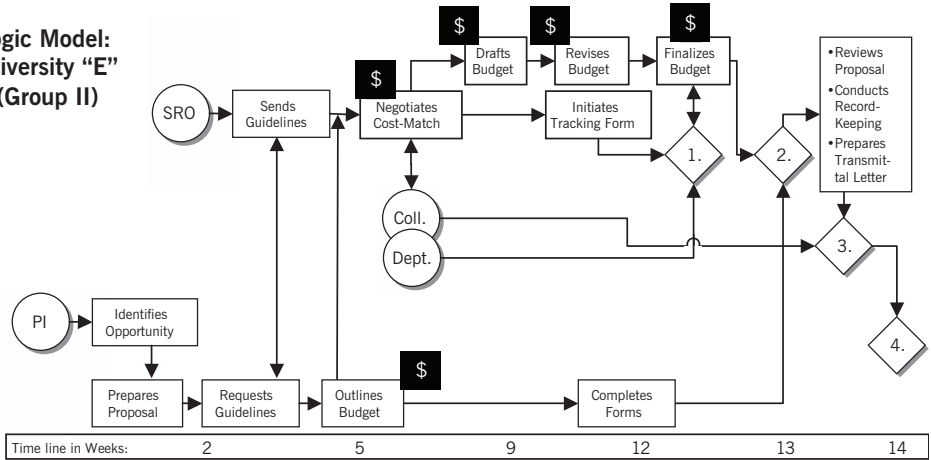 ogic Model:
iversity “E”
(Group II)
$
$
$
$
Drafts
Budget
Revises
Budget
Finalizes
Budget
SRO
Sends
Guidelines
Negotiates
Cost-Match
Initiates
Tracking Form
1.
2.
•Reviews
Proposal
•Conducts
Record-
Keeping
•Prepares
Transmit-
tal Letter
Coll.
Dept.
3.
4.
PI
Identifies
Opportunity
$
Prepares
Proposal
Requests
Guidelines
Outlines
Budget
Completes
Forms
Time line in Weeks: 2 5 9 12 13 14